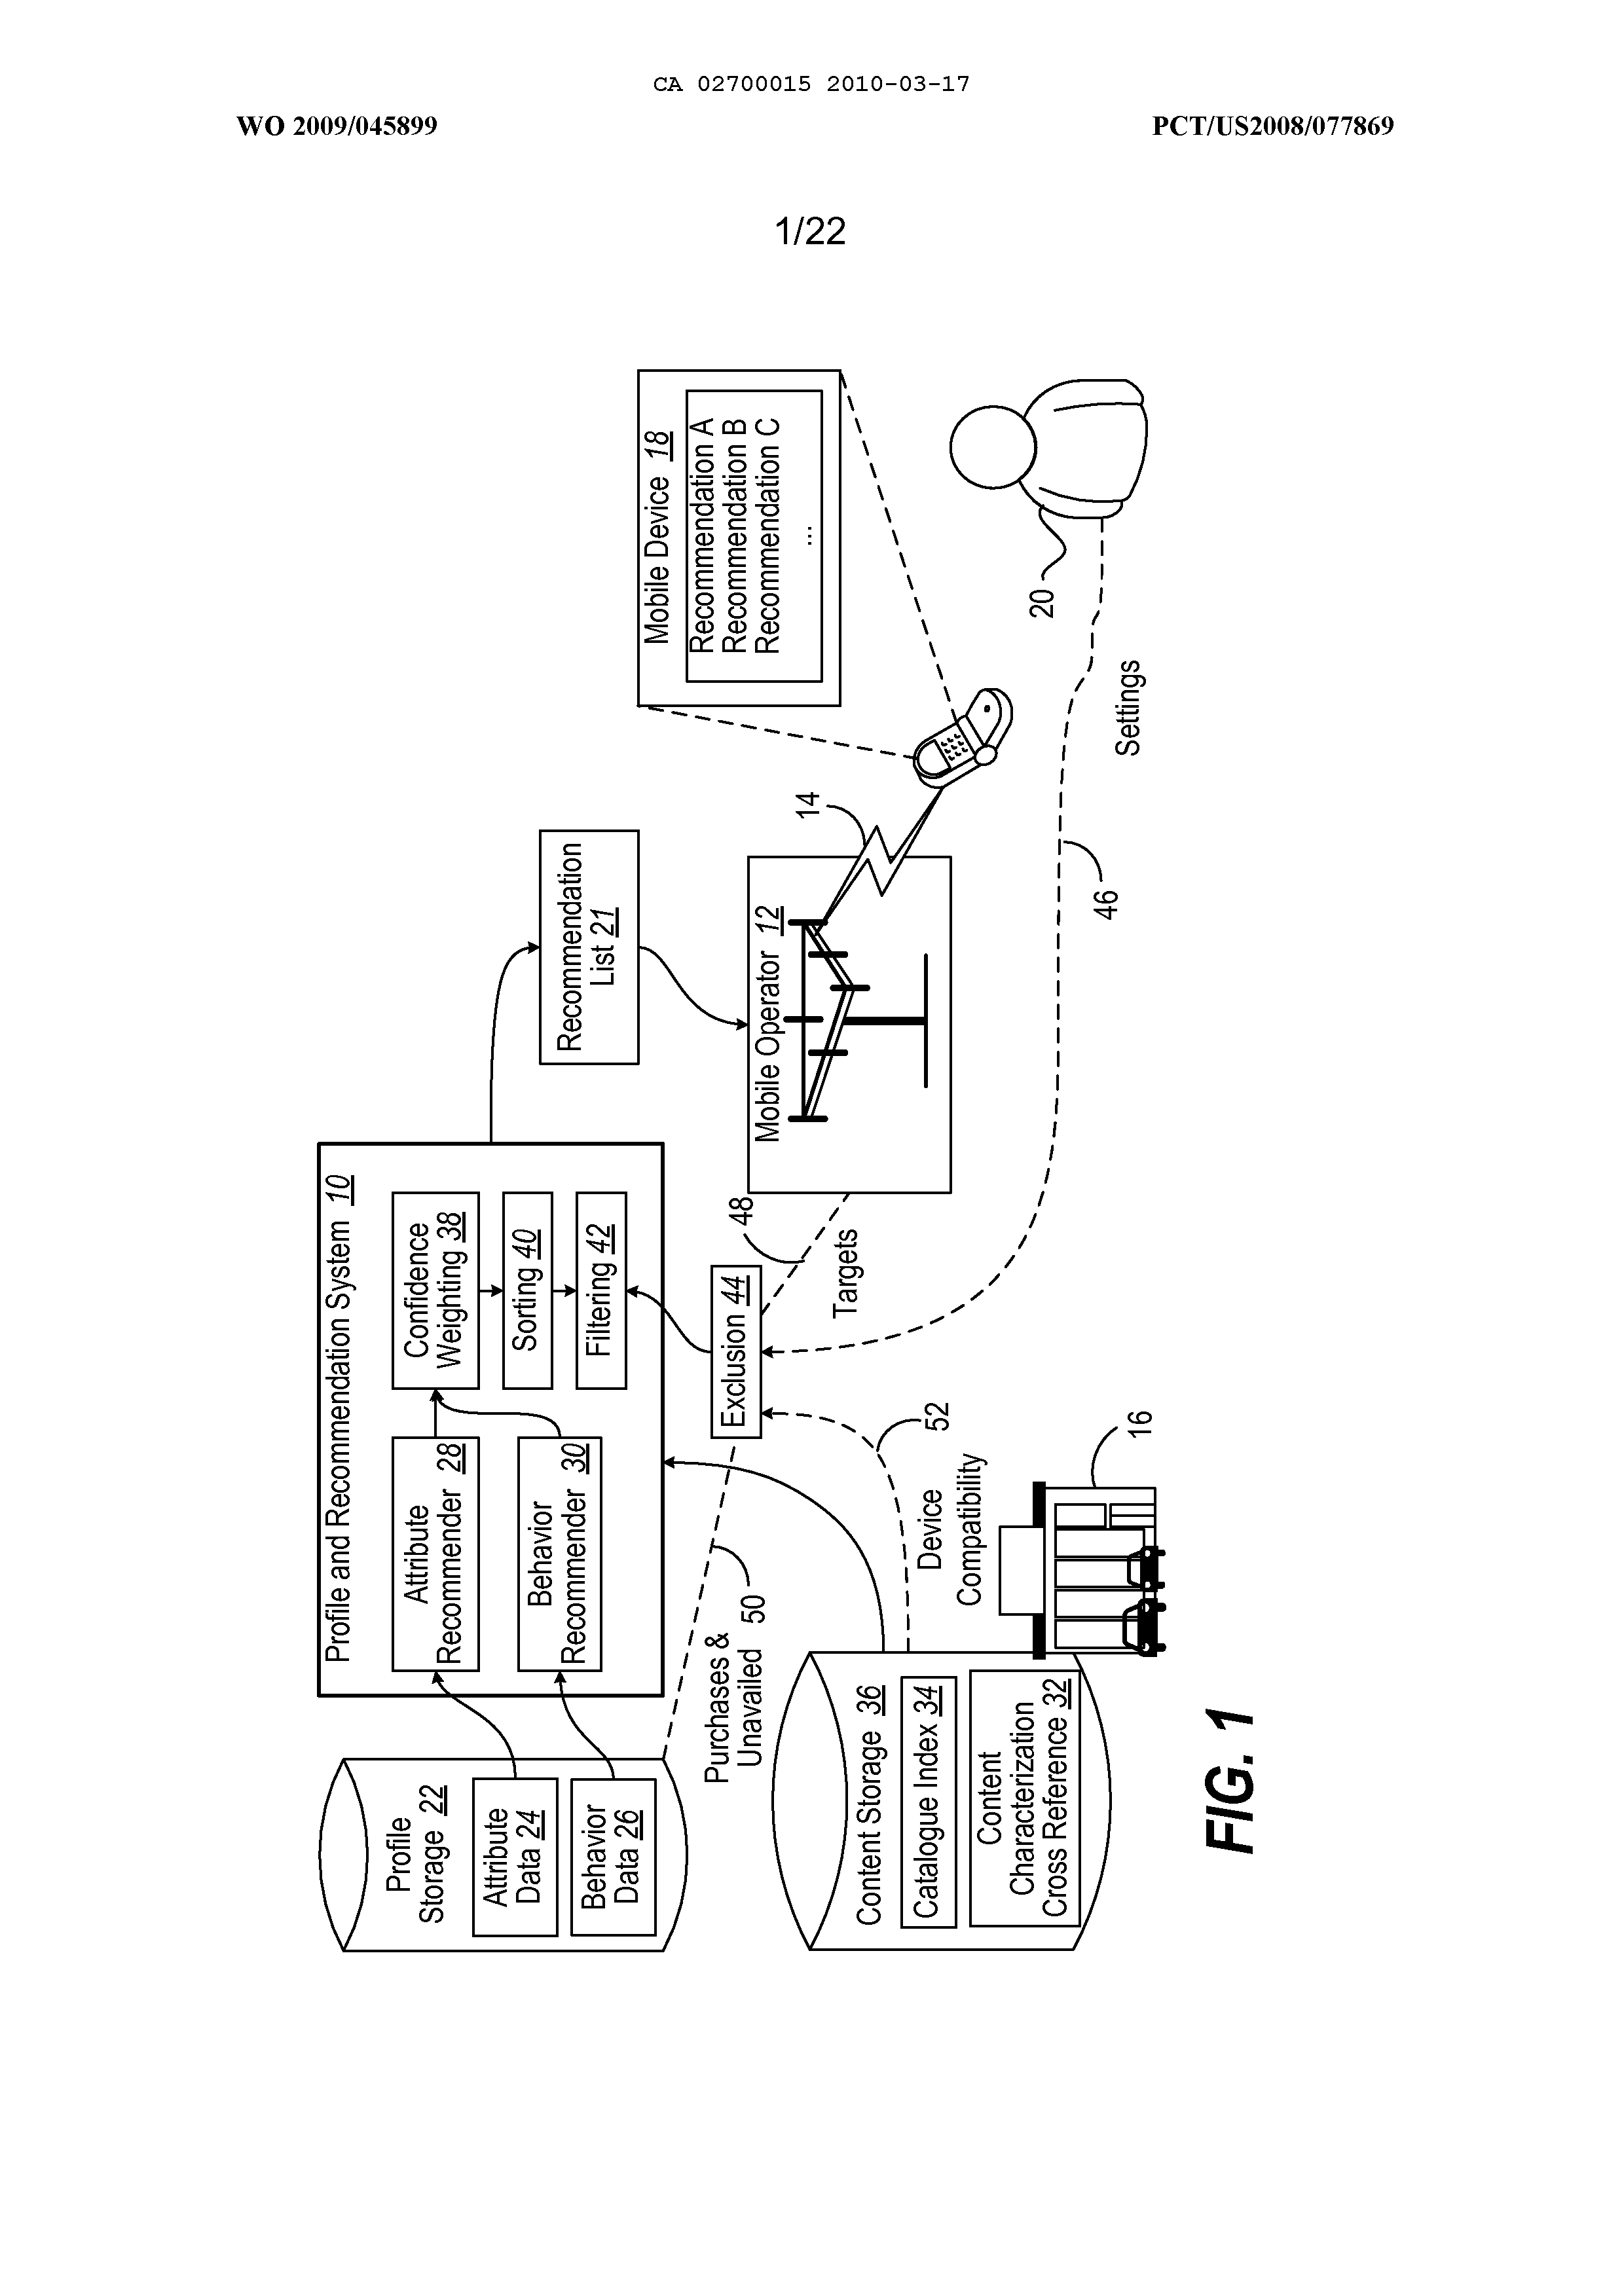 CA 02700015 2010-03-17
WO 2009/045899
PCT/US2008/077869
1/22
Profile
Storage 22
Attribute
Data 24
Behavior
Data 26
Profile and Recommendation System 10
Attribute
Recommender 28
Behavior
Recommender 30
Confidence
Weighting 38
Sorting 40
Filtering 42
Recommendation
List 21
Mobile Device 18
Recommendation A
Recommendation B
Recommendation C
...
Purchases &
Unavailed 50
Exclusion 44
48
Targets
Mobile Operator 12
14
Content Storage 36
Catalogue Index 34
Content
Characterization
Cross Reference 32
Device
Compatibility
52
16
46
Settings
20
FIG. 1